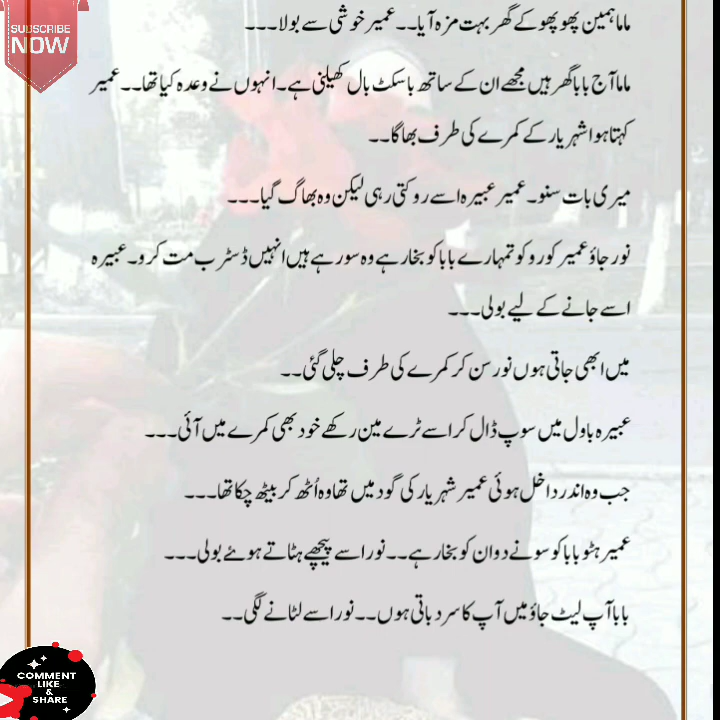 SUBSCRIBE
NOW
ماما ہمین پھوپھو کے گھر بہت مزہ آیا۔۔عمیر خوشی سے بولا۔۔۔
ماما آج بابا گھر ہیں مجھے ان کے ساتھ باسکٹ بال کھیلنی ہے۔انہوں نے وعدہ کیا تھا۔۔عمیر
کہتا ہوا شہریار کے کمرے کی طرف بھاگا۔۔
میری بات سنو۔عمیر عبیرہ اسے روکتی رہی لیکن وہ بھاگ گیا۔۔۔
نور جاؤ عمیر کو روکو تمہارے بابا کو بخار ہے وہ سو رہے ہیں انہیں ڈسٹرب مت کرو۔عبیرہ
اسے جانے کے لیے بولی۔۔۔
میں ابھی جاتی ہوں نور سن کر کمرے کی طرف چلی گئی۔۔
عبیرہ باول میں سوپ ڈال کر اسے ٹرے مین رکھے خود بھی کمرے میں آئی۔۔۔
جب وہ اندر داخل ہوئی عمیر شہریار کی گود میں تھا وہ اُٹھ کر بیٹھ چکا تھا۔۔۔
عمیر ہٹو بابا کو سونے دو ان کو بخار ہے۔۔نور اسے پیچھے ہٹاتے ہوئے بولی۔۔۔
بابا آپ لیٹ جاؤ میں آپ کا سر دباتی ہوں۔۔نور اسے لٹانے لگی۔۔
COMMENT
LIKE
&
SHARE